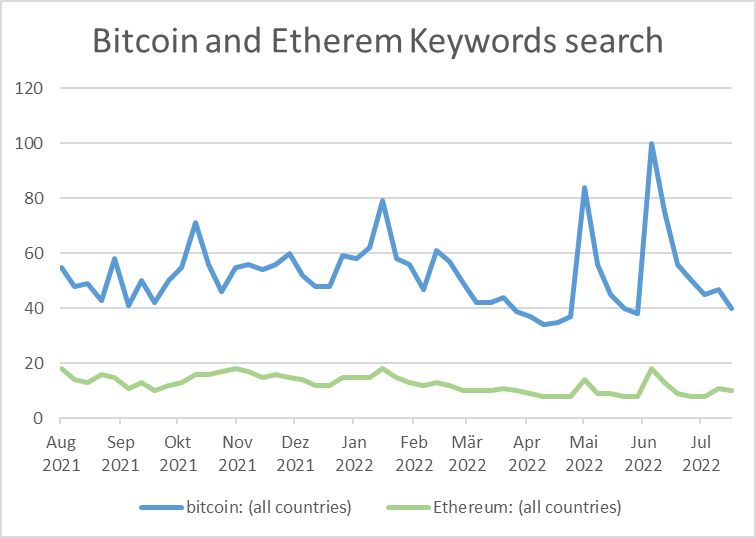 Bitcoin and Etherem Keywords search
120
100
80
60
40
20
0
Aug Sep Okt Nov Dez Jan Feb Mär Apr Mai Jun Jul
2021 2021 2021 2021 2021 2022 2022 2022 2022 2022 2022 2022
bitcoin: (all countries) Ethereum: (all countries)